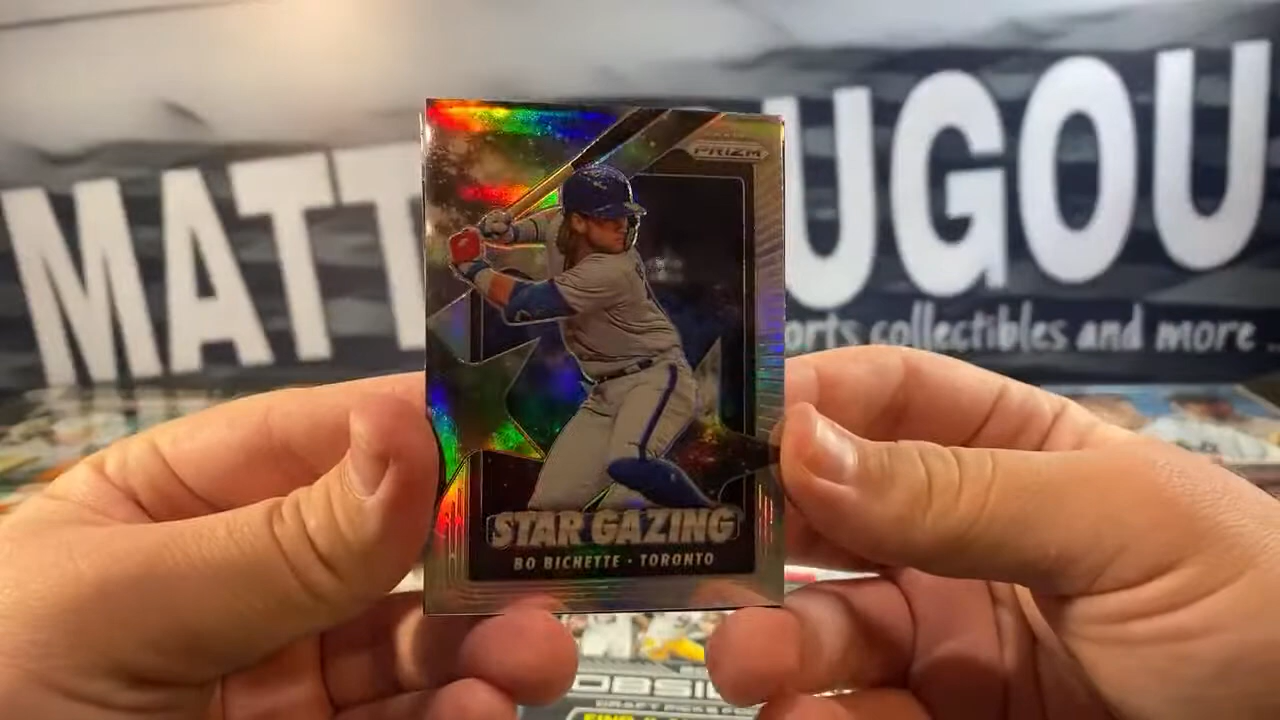 MATT UGOU
orts collectibles and more ...
PRIZM
STAR GAZING
BO BICHETTE · TORONTO
OBSID
DRAFT PICKS